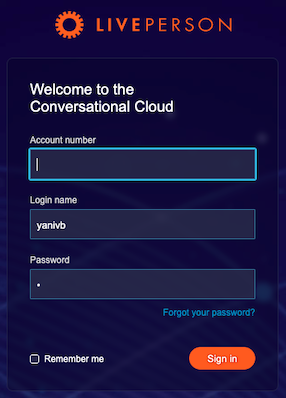 LIVEPERSON
Welcome to the
Conversational Cloud
Account number
Login name
yanivb
Password
•
Forgot your password?
Remember me
Sign in